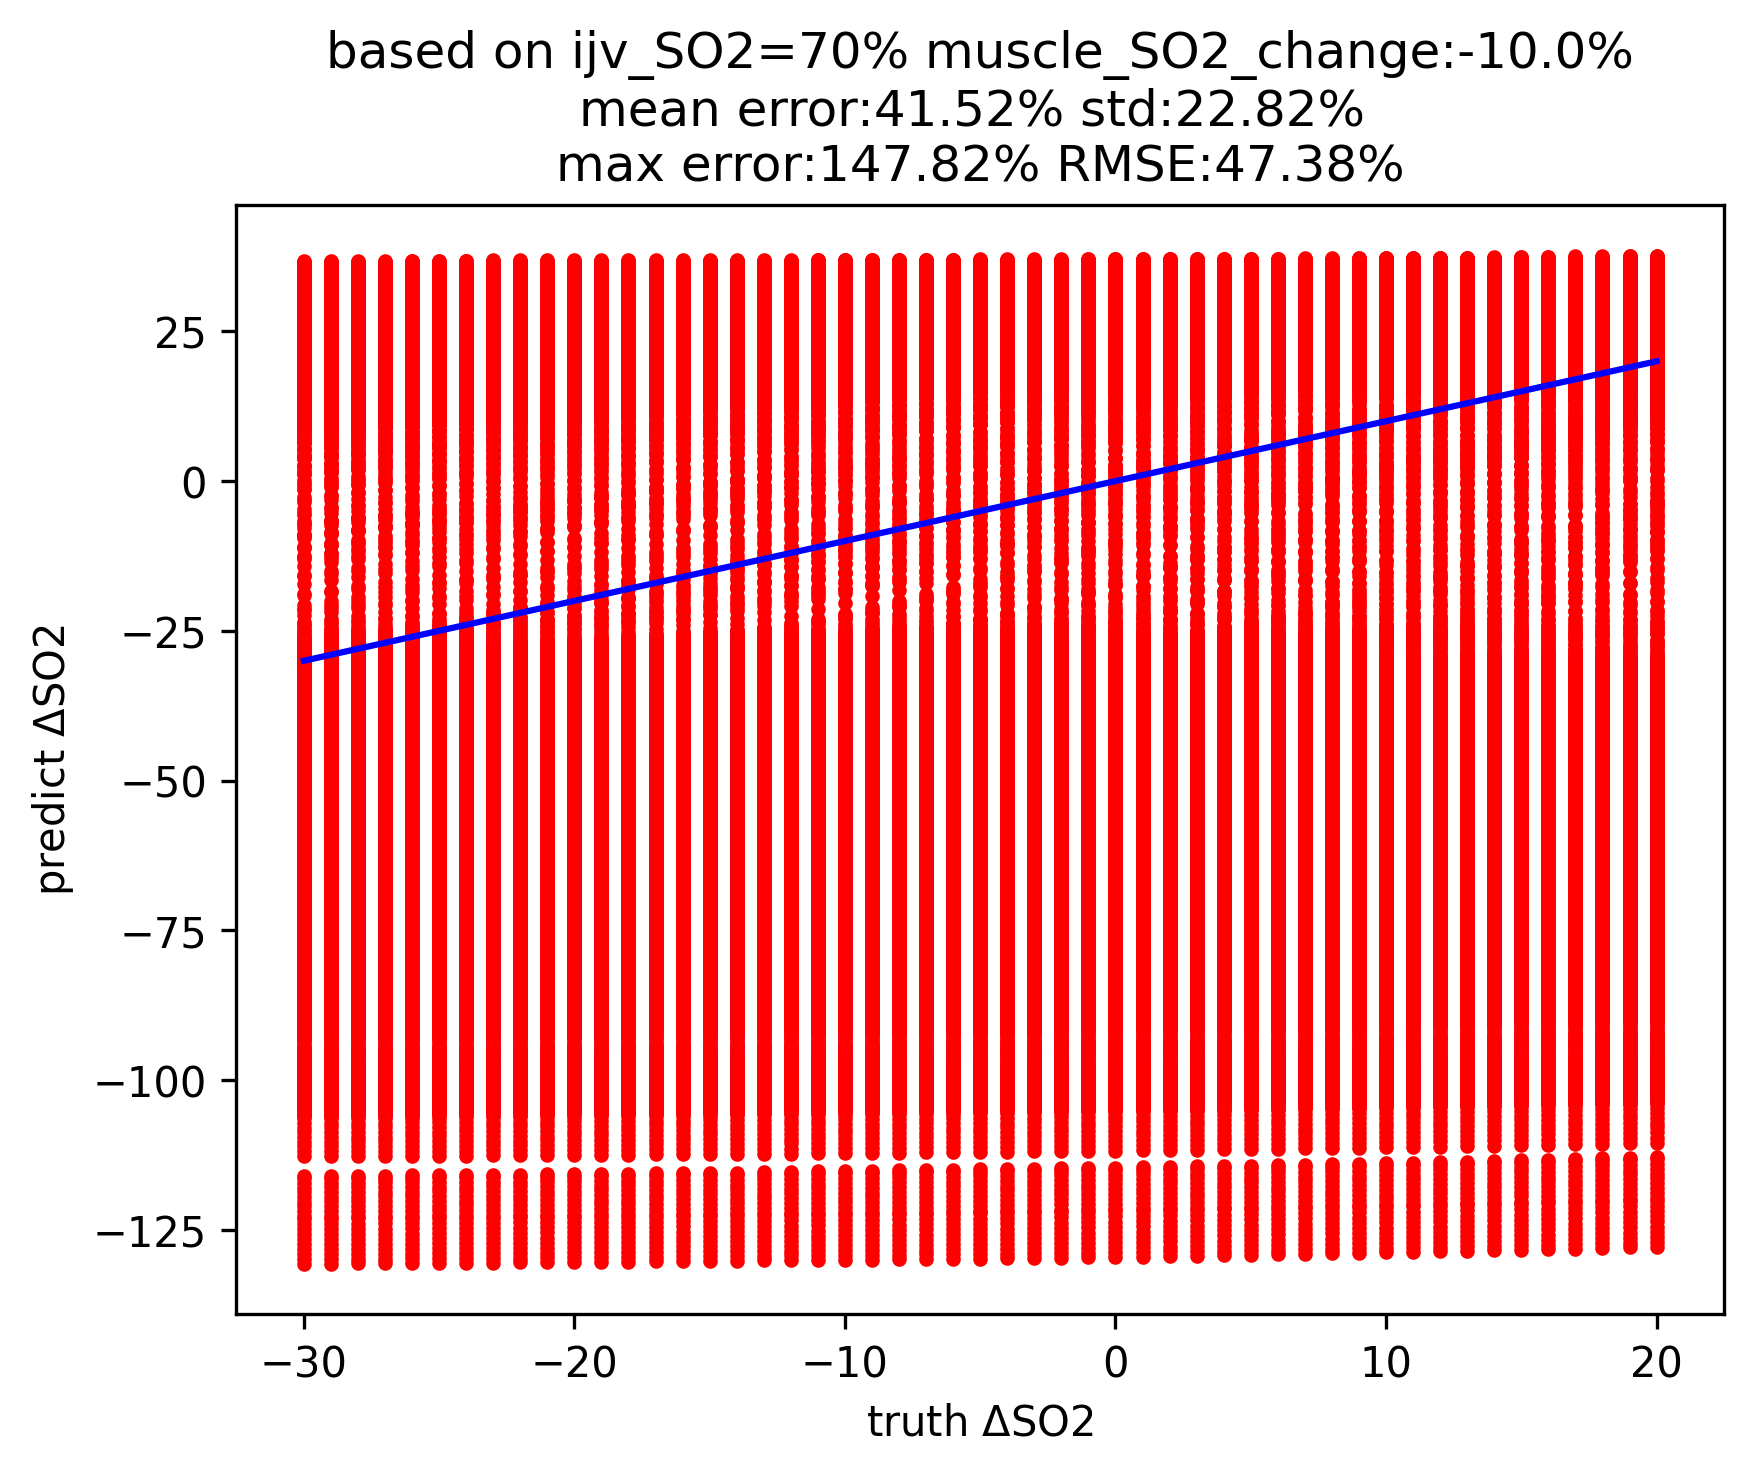 based on ijv_SO2=70% muscle_SO2_change:-10.0%
mean error:41.52% std:22.82%
max error:147.82% RMSE:47.38%
25
0
−25
−50
−75
−100
−125
predict ΔSO2
−30
−20
−10
0
10
20
truth ΔSO2